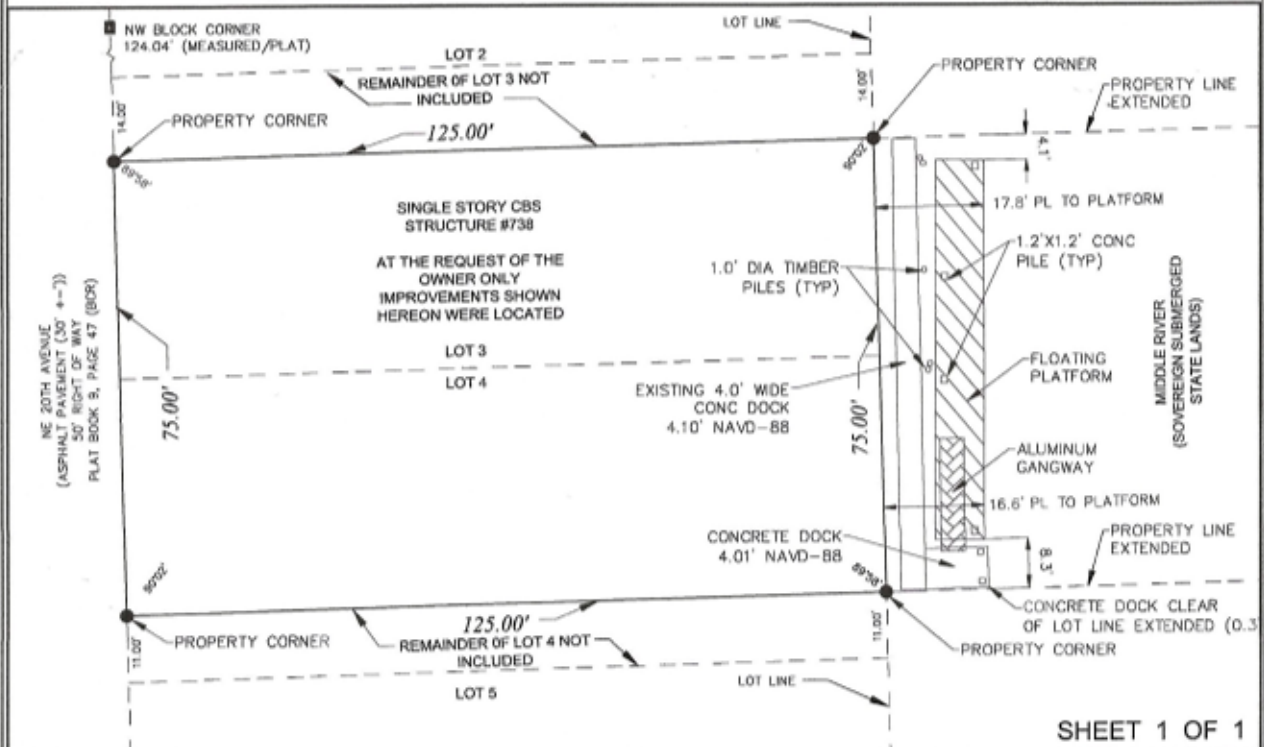 NW BLOCK CORNER
124.04' (MEASURED/PLAT)
LOT LINE
LOT 2
REMAINDER OF LOT 3 NOT
INCLUDED
14.00'
14.00'
PROPERTY CORNER
PROPERTY CORNER
PROPERTY LINE
EXTENDED
125.00'
89°58'
90°02'
4.1'
SINGLE STORY CBS
STRUCTURE #738
AT THE REQUEST OF THE
OWNER ONLY
IMPROVEMENTS SHOWN
HEREON WERE LOCATED
17.8' PL TO PLATFORM
1.2'X1.2' CONC
PILE (TYP)
1.0' DIA TIMBER
PILES (TYP)
NE 20TH AVENUE
(ASPHALT PAVEMENT (30' +-'))
50' RIGHT OF WAY
PLAT BOOK 9, PAGE 47 (BCR)
75.00'
LOT 3
LOT 4
EXISTING 4.0' WIDE
CONC DOCK
4.10' NAVD-88
75.00'
FLOATING
PLATFORM
MIDDLE RIVER
(SOVEREIGN SUBMERGED
STATE LANDS)
ALUMINUM
GANGWAY
16.6' PL TO PLATFORM
CONCRETE DOCK
4.01' NAVD-88
PROPERTY LINE
EXTENDED
8.3'
90°02'
89°58'
CONCRETE DOCK CLEAR
OF LOT LINE EXTENDED (0.3
125.00'
PROPERTY CORNER
REMAINDER OF LOT 4 NOT
INCLUDED
PROPERTY CORNER
11.00'
11.00'
LOT 5
LOT LINE
SHEET 1 OF 1